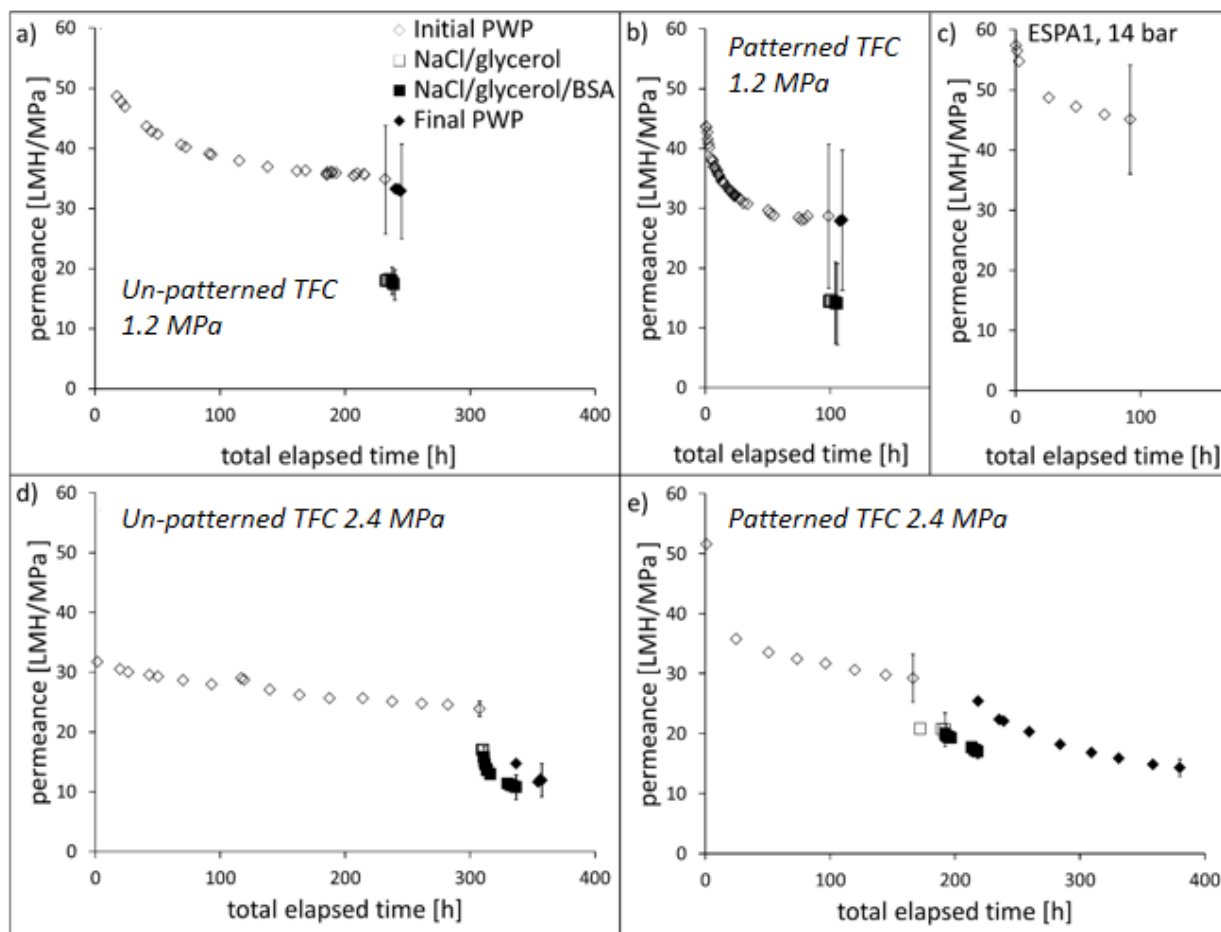 a)
60
50
40
30
20
10
0
permeance [LMH/MPa]
Initial PWP
NaCl/glycerol
NaCl/glycerol/BSA
Final PWP
Un-patterned TFC
1.2 MPa
0 100 200 300 400
total elapsed time [h]
b)
60
50
40
30
20
10
0
permeance [LMH/MPa]
Patterned TFC
1.2 MPa
0 100
total elapsed time [h]
c)
60
50
40
30
20
10
0
permeance [LMH/MPa]
ESPA1, 14 bar
0 100
total elapsed time [h]
d)
60
50
40
30
20
10
0
permeance [LMH/MPa]
Un-patterned TFC 2.4 MPa
0 100 200 300 400
total elapsed time [h]
e)
60
50
40
30
20
10
0
permeance [LMH/MPa]
Patterned TFC 2.4 MPa
0 100 200 300 400
total elapsed time [h]